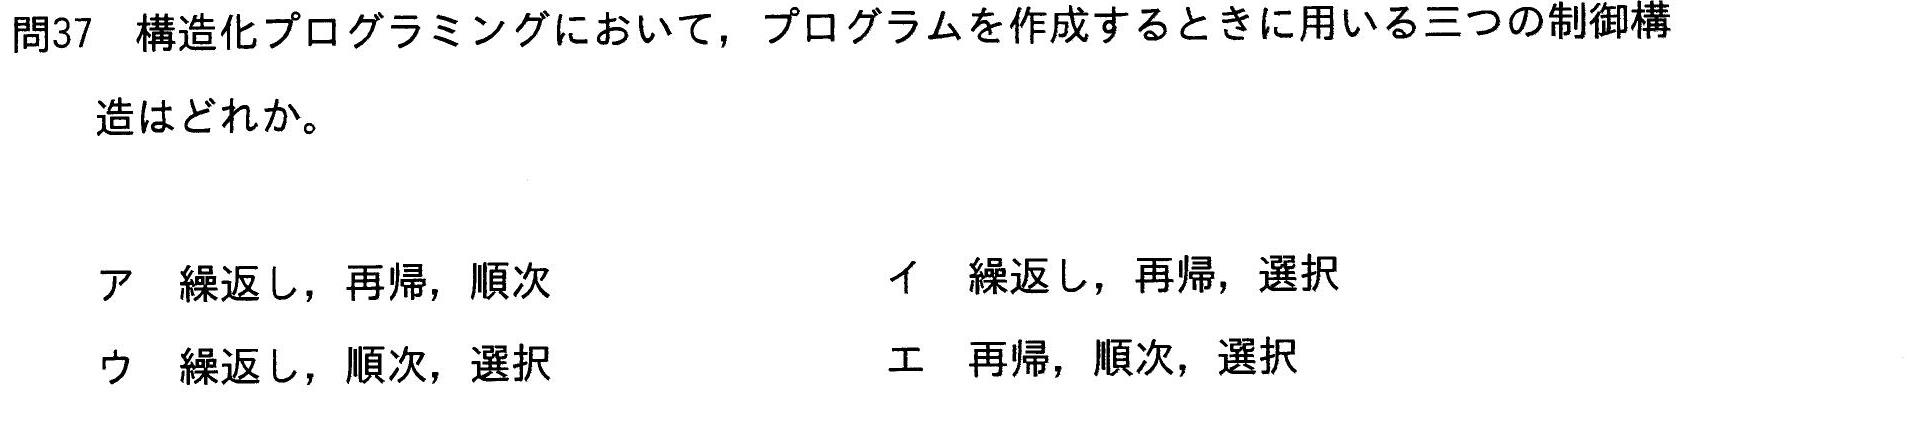 問37　構造化プログラミングにおいて，プログラムを作成するときに用いる三つの制御構
造はどれか。
ア　繰返し，再帰，順次　　イ　繰返し，再帰，選択
ウ　繰返し，順次，選択　　エ　再帰，順次，選択